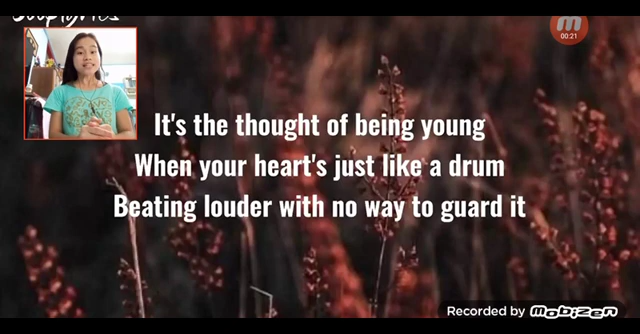 00:21
It's the thought of being young
When your heart's just like a drum
Beating louder with no way to guard it
Recorded by mobizen